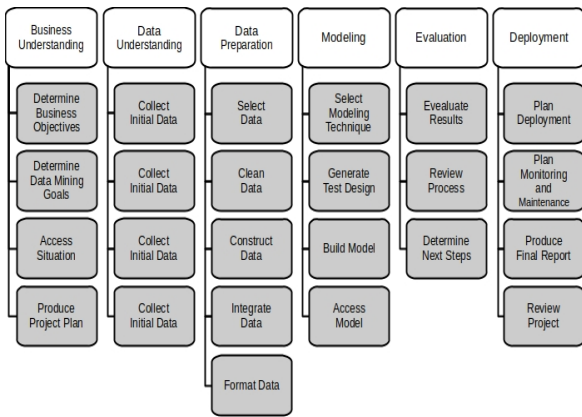 Business
Understanding
Data
Understanding
Data
Preparation
Modeling
Evaluation
Deployment
Determine
Business
Objectives
Determine
Data Mining
Goals
Access
Situation
Produce
Project Plan
Collect
Initial Data
Collect
Initial Data
Collect
Initial Data
Collect
Initial Data
Select
Data
Clean
Data
Construct
Data
Integrate
Data
Format Data
Select
Modeling
Technique
Generate
Test Design
Build Model
Access
Model
Evealuate
Results
Review
Process
Determine
Next Steps
Plan
Deployment
Plan
Monitoring
and
Maintenance
Produce
Final Report
Review
Project